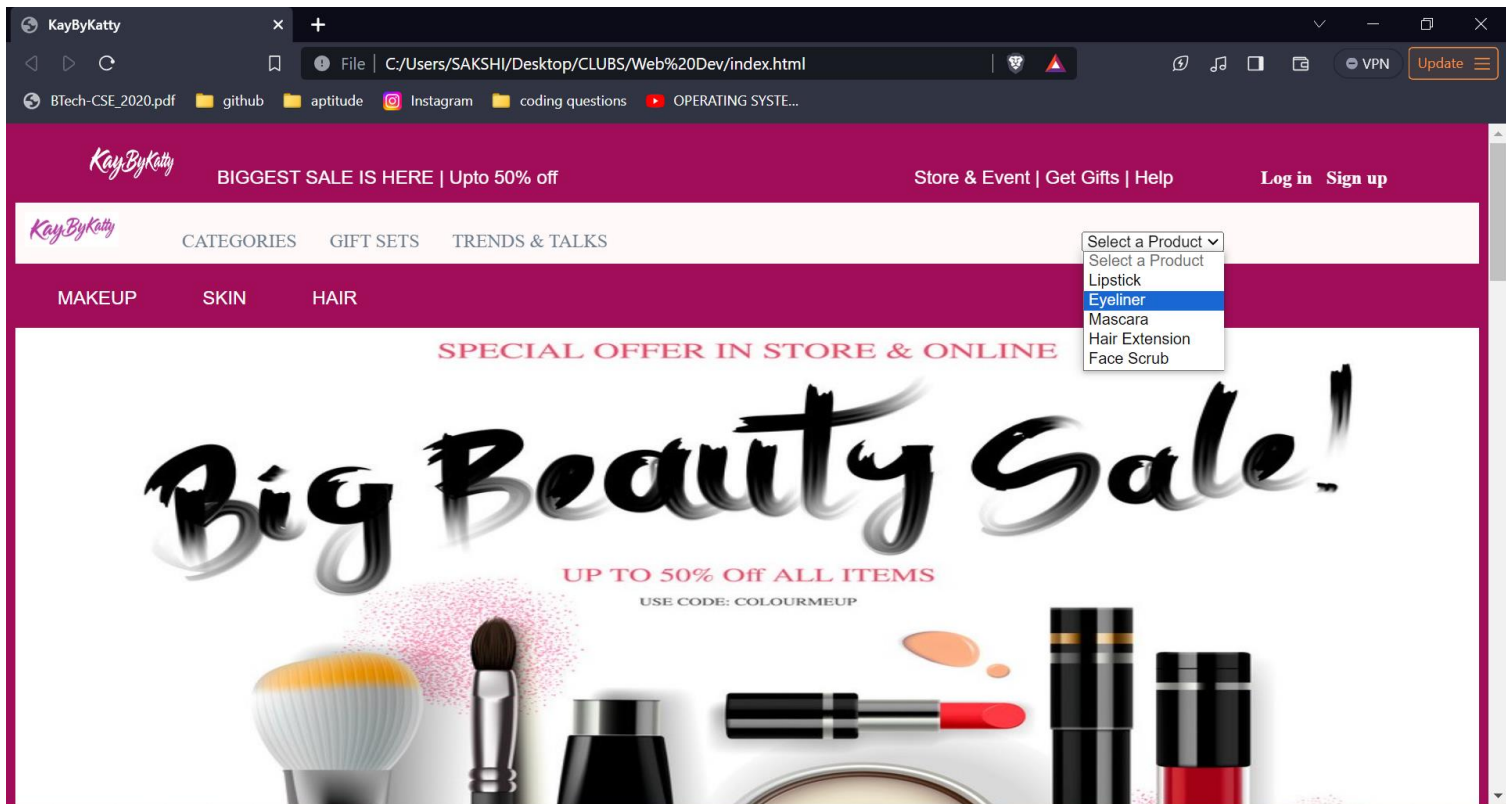 KayByKatty
File | C:/Users/SAKSHI/Desktop/CLUBS/Web%20Dev/index.html
VPN
Update
BTech-CSE_2020.pdf github aptitude Instagram coding questions OPERATING SYSTE...
KayByKatty BIGGEST SALE IS HERE | Upto 50% off Store & Event | Get Gifts | Help Log in Sign up
KayByKatty CATEGORIES GIFT SETS TRENDS & TALKS Select a Product
Select a Product
Lipstick
Eyeliner
Mascara
Hair Extension
Face Scrub
MAKEUP SKIN HAIR
SPECIAL OFFER IN STORE & ONLINE
Big Beauty Sale!
UP TO 50% Off ALL ITEMS
USE CODE: COLOURMEUP